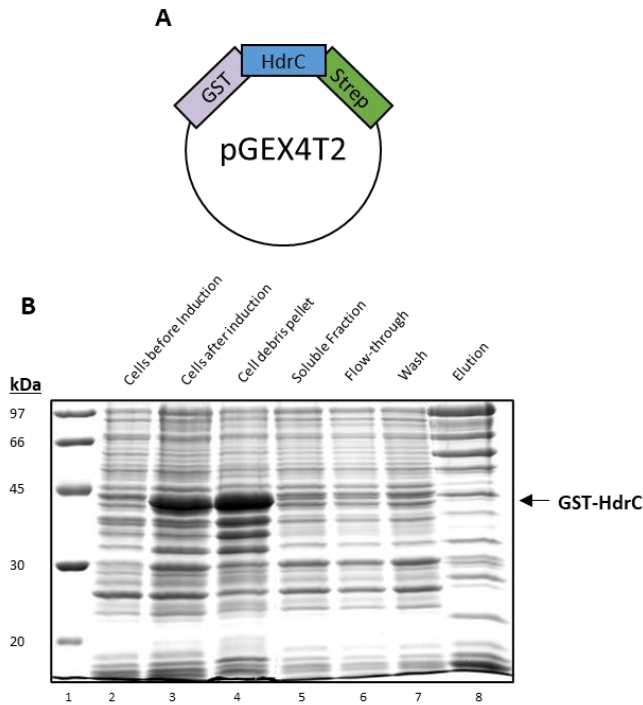 A
GST
HdrC
Strep
pGEX4T2
B
Cells before Induction
Cells after induction
Cell debris pellet
Soluble Fraction
Flow-through
Wash
Elution
kDa
97
66
45
30
20
GST-HdrC
1 2 3 4 5 6 7 8